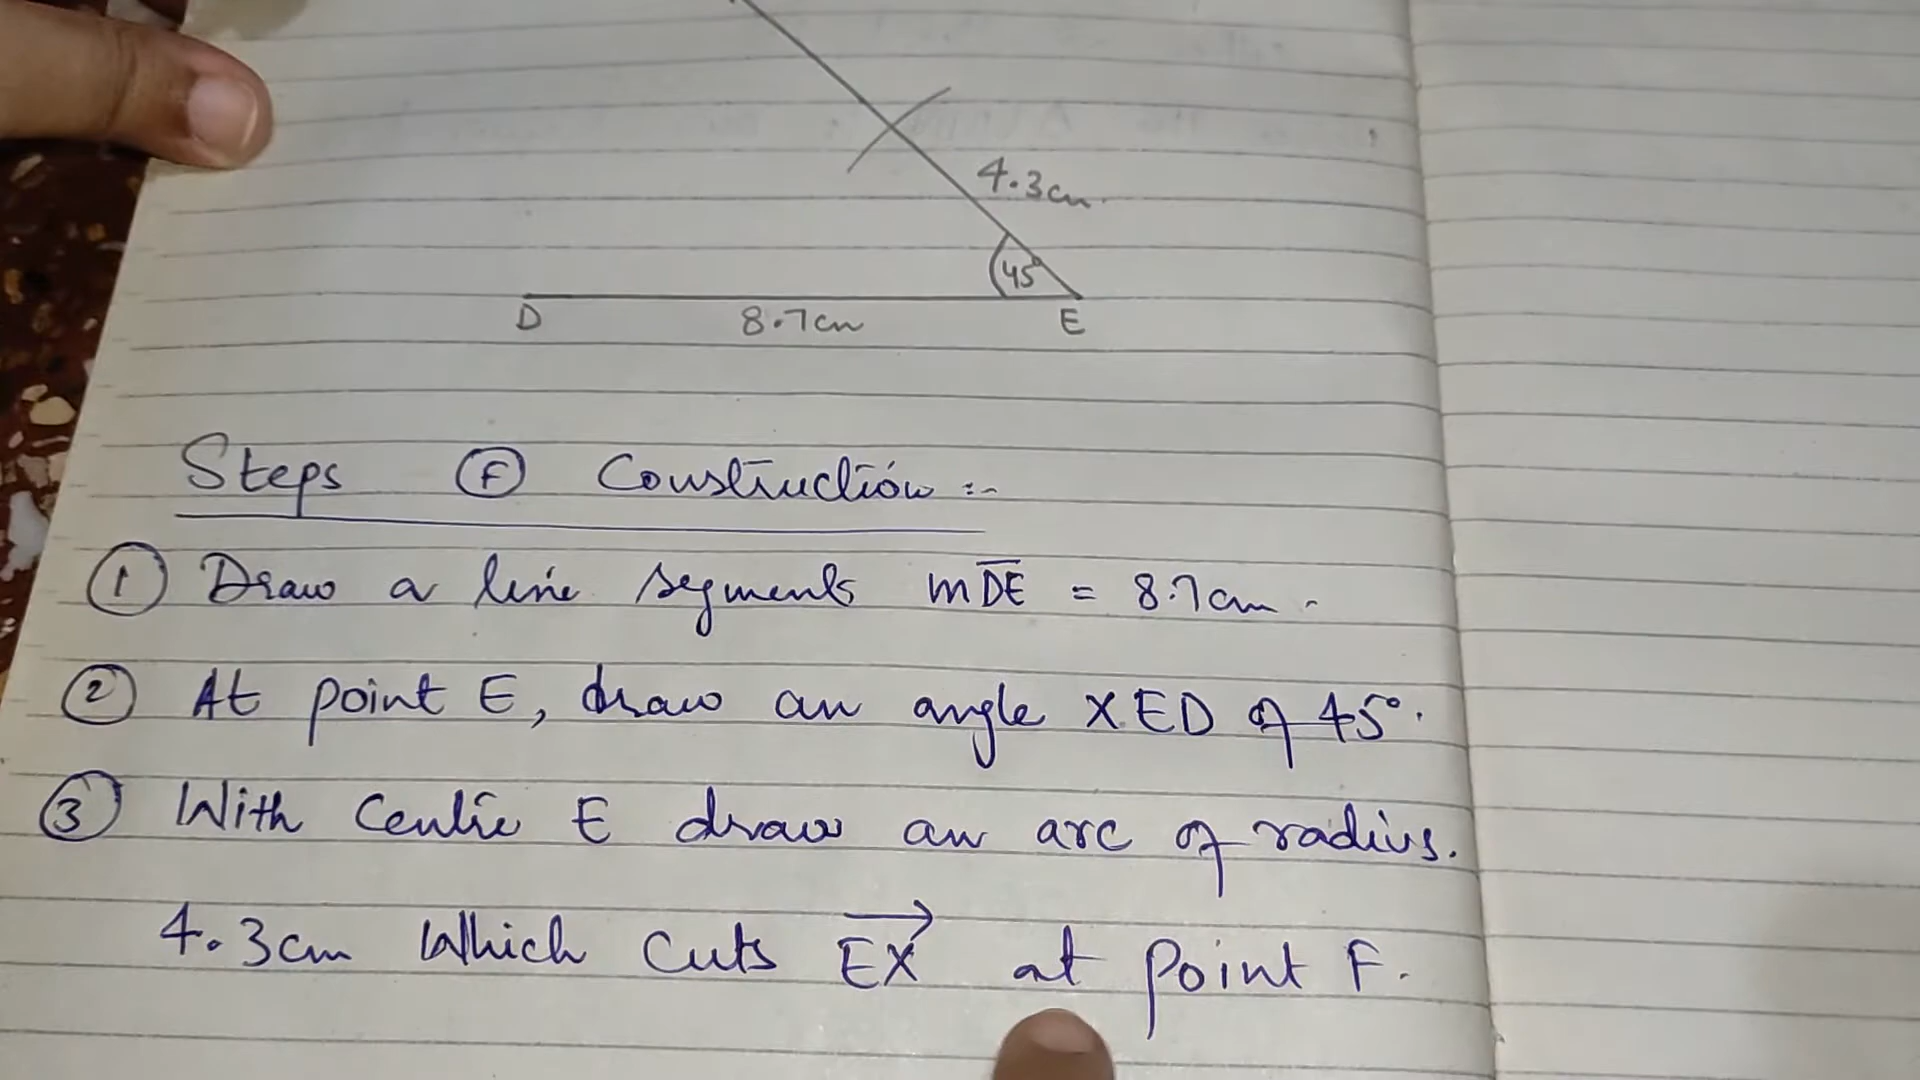 4.3cm.
45°
D 8.7cm E
Steps of Construction :-
① Draw a line segments mDE = 8.7cm.
② At point E, draw an angle XED of 45°.
③ With Centre E draw an arc of radius.
4.3cm Which cuts EX at point F.